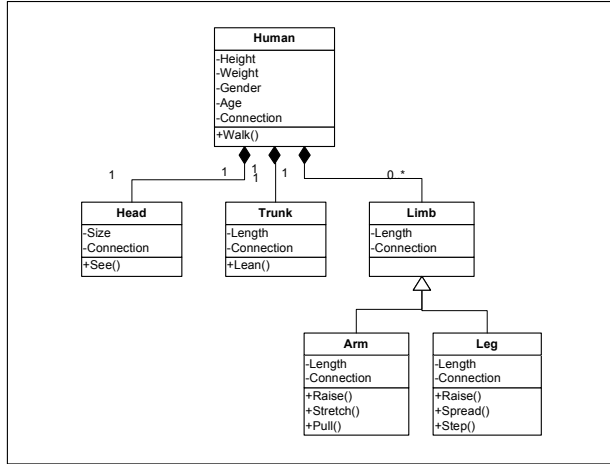 Human
-Height
-Weight
-Gender
-Age
-Connection
+Walk()
1
1
1
1
1
0..*
Head
-Size
-Connection
+See()
Trunk
-Length
-Connection
+Lean()
Limb
-Length
-Connection
Arm
-Length
-Connection
+Raise()
+Stretch()
+Pull()
Leg
-Length
-Connection
+Raise()
+Spread()
+Step()